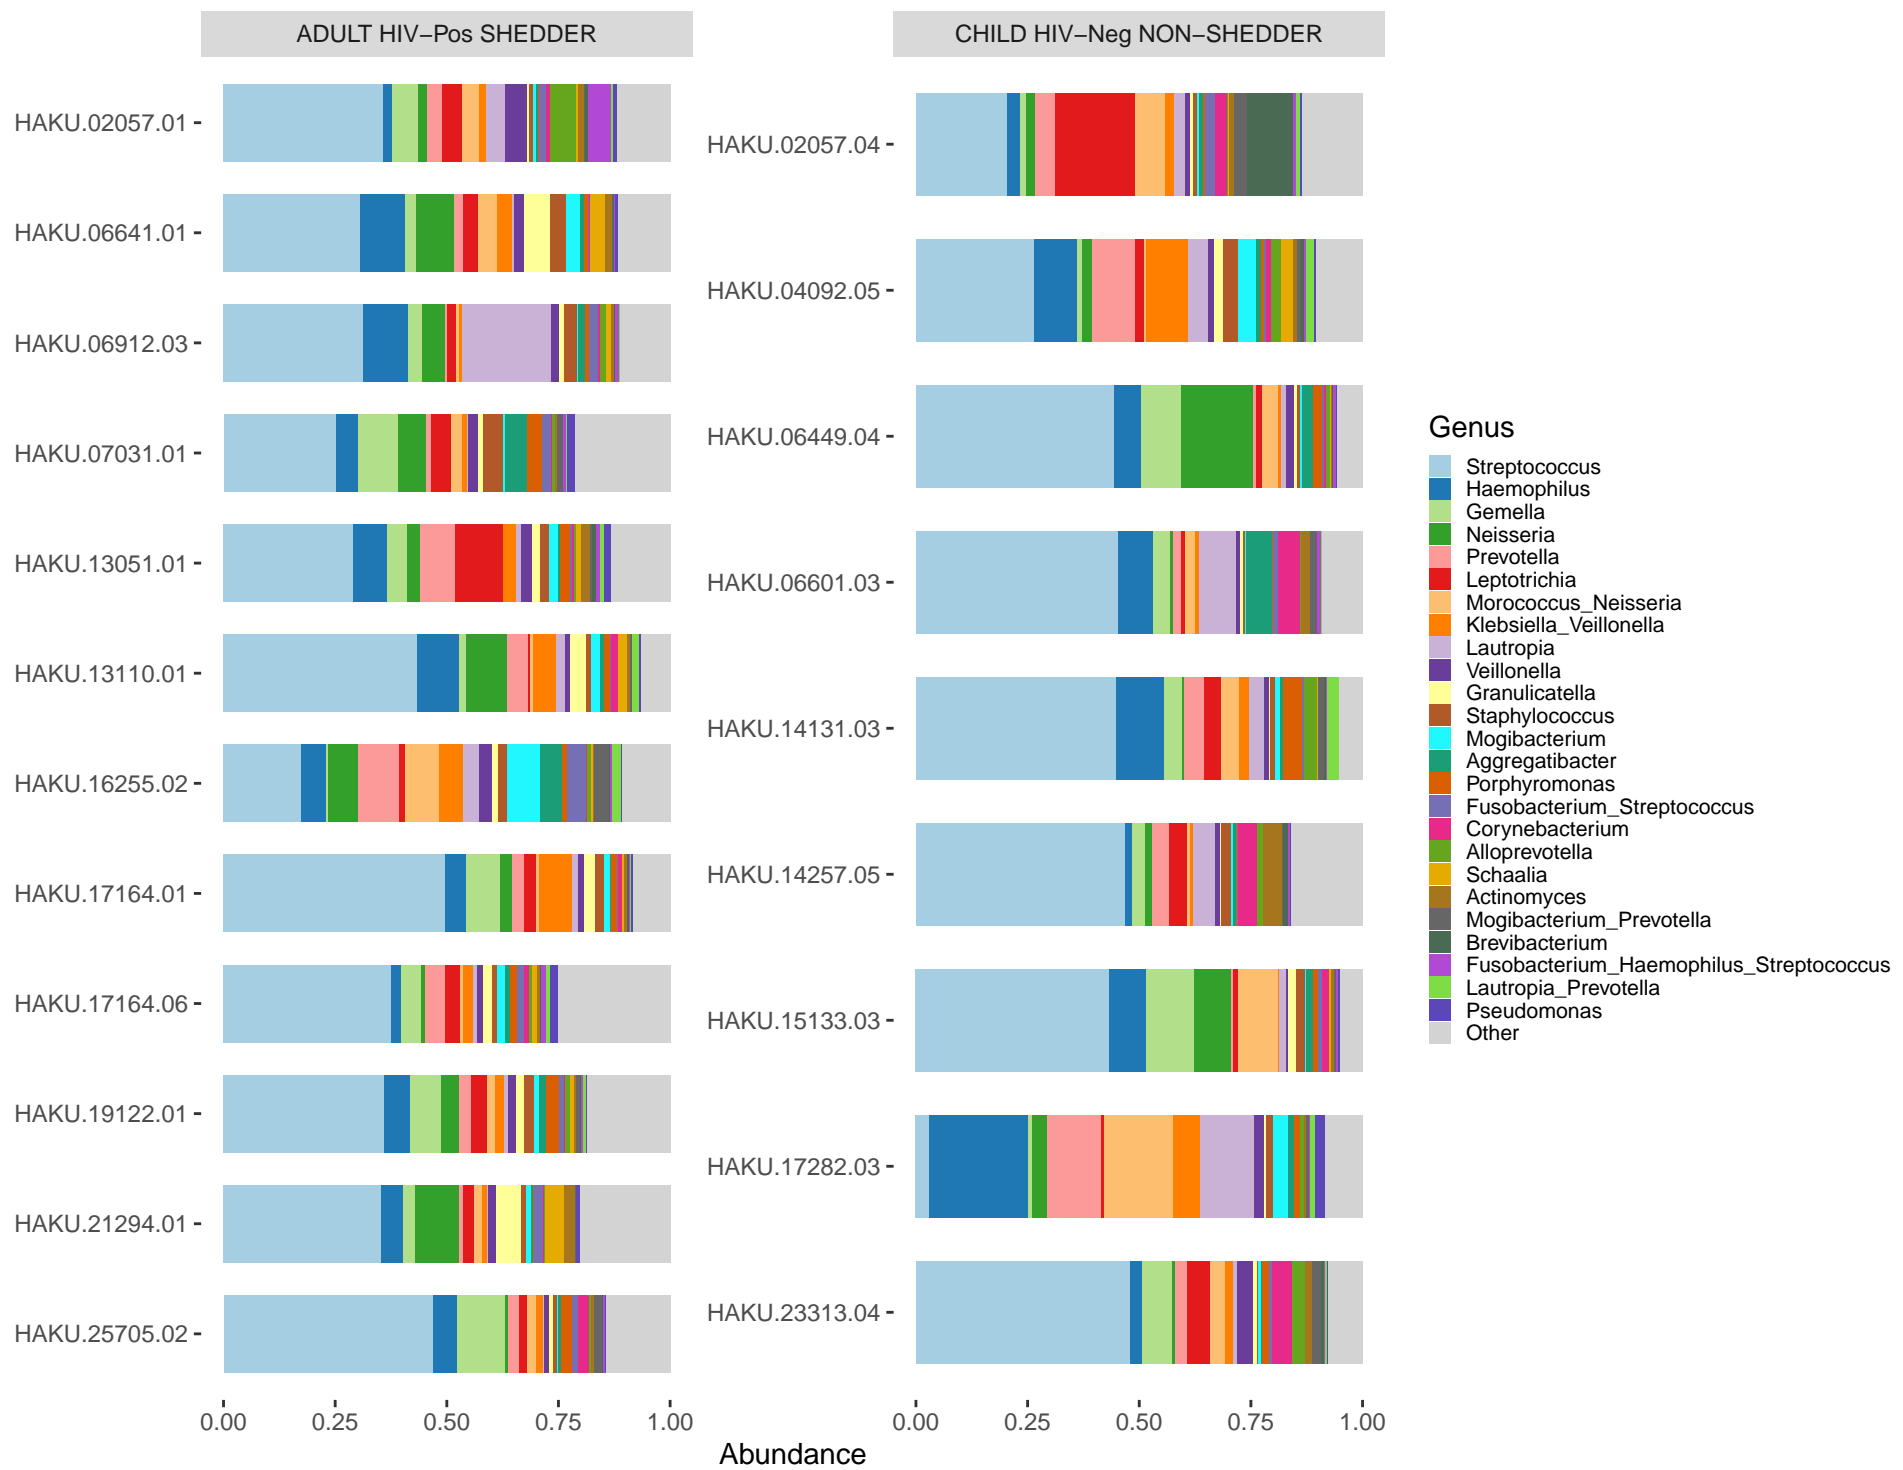 ADULT HIV−Pos SHEDDER
HAKU.02057.01
HAKU.06641.01
HAKU.06912.03
HAKU.07031.01
HAKU.13051.01
HAKU.13110.01
HAKU.16255.02
HAKU.17164.01
HAKU.17164.06
HAKU.19122.01
HAKU.21294.01
HAKU.25705.02
0.00 0.25 0.50 0.75 1.00
CHILD HIV−Neg NON−SHEDDER
HAKU.02057.04
HAKU.04092.05
HAKU.06449.04
HAKU.06601.03
HAKU.14131.03
HAKU.14257.05
HAKU.15133.03
HAKU.17282.03
HAKU.23313.04
0.00 0.25 0.50 0.75 1.00
Abundance
Genus
Streptococcus
Haemophilus
Gemella
Neisseria
Prevotella
Leptotrichia
Morococcus_Neisseria
Klebsiella_Veillonella
Lautropia
Veillonella
Granulicatella
Staphylococcus
Mogibacterium
Aggregatibacter
Porphyromonas
Fusobacterium_Streptococcus
Corynebacterium
Alloprevotella
Schaalia
Actinomyces
Mogibacterium_Prevotella
Brevibacterium
Fusobacterium_Haemophilus_Streptococcus
Lautropia_Prevotella
Pseudomonas
Other